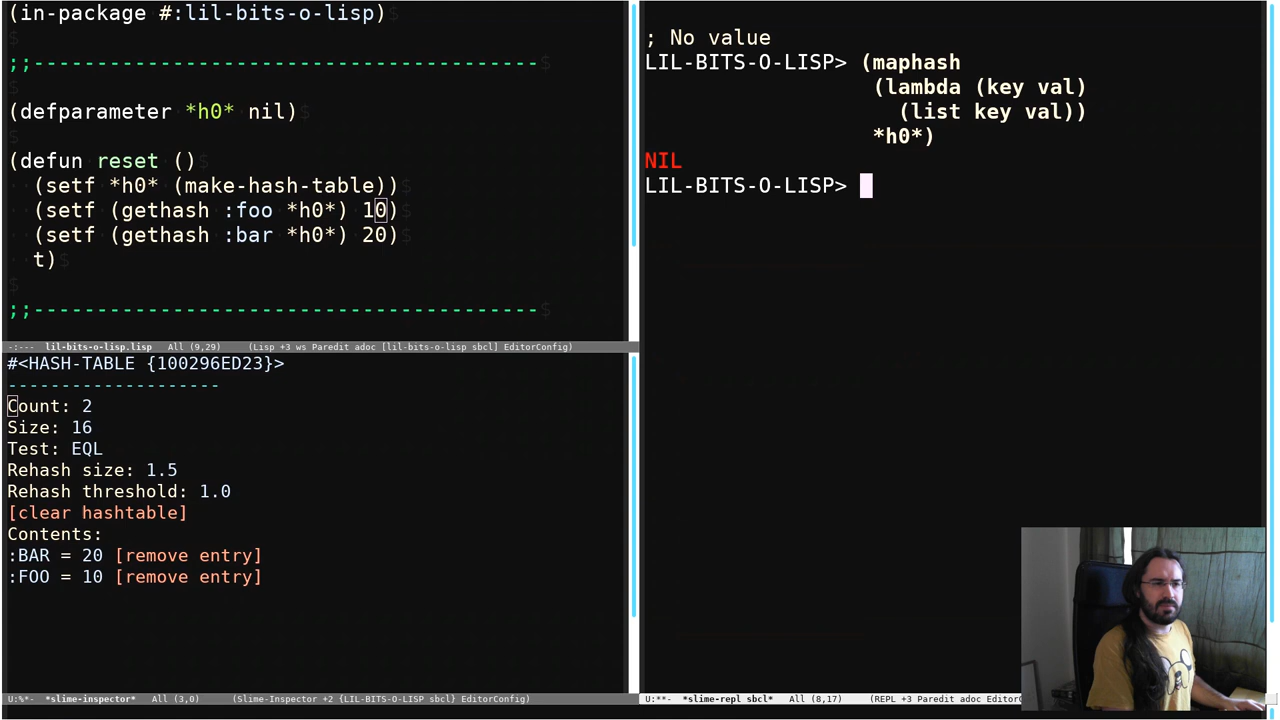 (in-package #:lil-bits-o-lisp)$
$
;;------------------------------------------$
$
(defparameter *h0* nil)$
$
(defun reset ()$
  (setf *h0* (make-hash-table))$
  (setf (gethash :foo *h0*) 10)$
  (setf (gethash :bar *h0*) 20)$
  t)$
$
;;------------------------------------------$
-:--- lil-bits-o-lisp.lisp All (9,29) (Lisp +3 ws Paredit adoc [lil-bits-o-lisp sbcl] EditorConfig)
#<HASH-TABLE {100296ED23}>
--------------------
Count: 2
Size: 16
Test: EQL
Rehash size: 1.5
Rehash threshold: 1.0
[clear hashtable]
Contents:
:BAR = 20 [remove entry]
:FOO = 10 [remove entry]
U:%*- *slime-inspector* All (3,0) (Slime-Inspector +2 {LIL-BITS-O-LISP sbcl} EditorConfig)
; No value
LIL-BITS-O-LISP> (maphash
                  (lambda (key val)
                    (list key val))
                  *h0*)
NIL
LIL-BITS-O-LISP>
U:**- *slime-repl sbcl* All (8,17) (REPL +3 Paredit adoc Editor